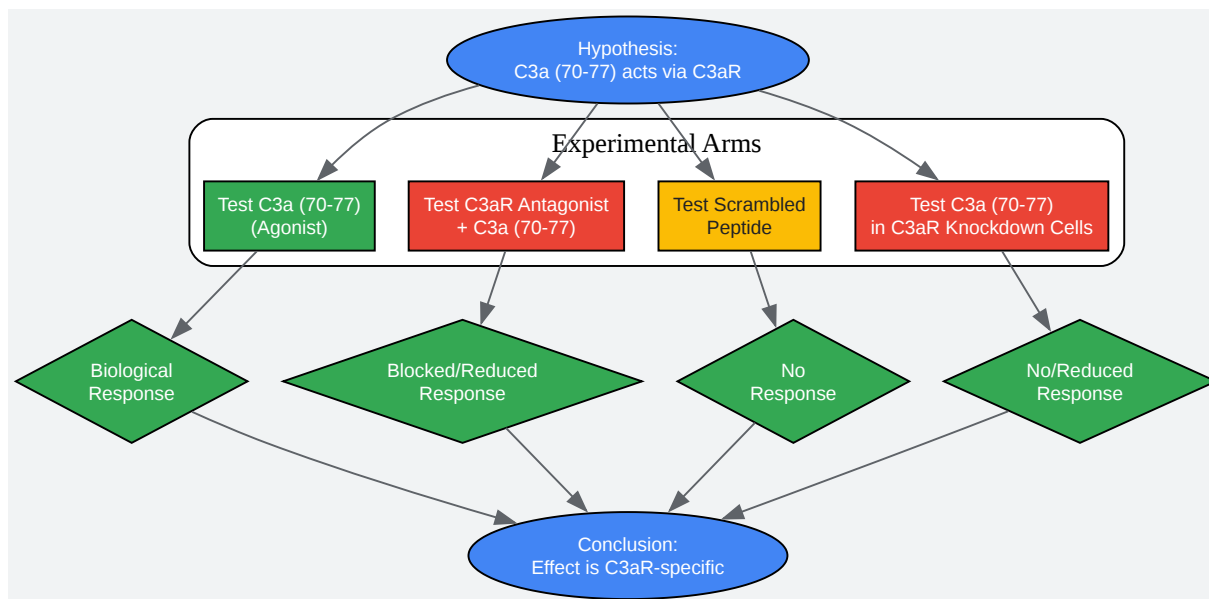 Hypothesis:
C3a (70-77) acts via C3aR
Experimental Arms
Test C3a (70-77)
(Agonist)
Test C3aR Antagonist
+ C3a (70-77)
Test Scrambled
Peptide
Test C3a (70-77)
in C3aR Knockdown Cells
Biological
Response
Blocked/Reduced
Response
No
Response
No/Reduced
Response
Conclusion:
Effect is C3aR-specific